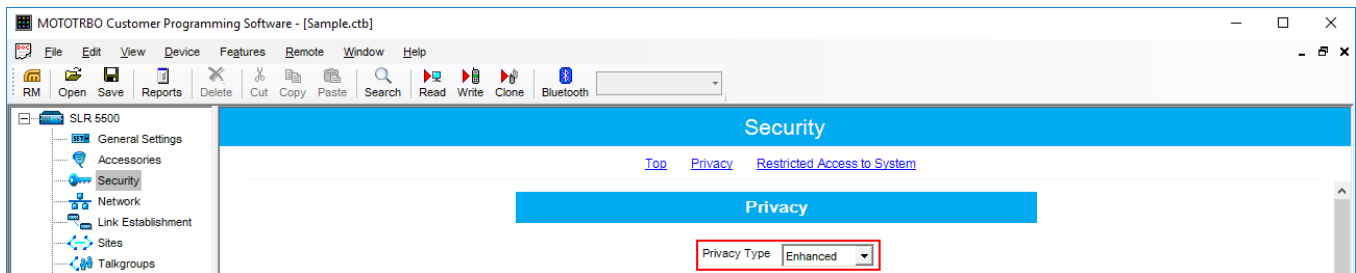 MOTOTRBO Customer Programming Software - [Sample.ctb]
File Edit View Device Features Remote Window Help
RM Open Save Reports Delete Cut Copy Paste Search Read Write Clone Bluetooth
SLR 5500
General Settings
Accessories
Security
Network
Link Establishment
Sites
Talkgroups
Security
Top Privacy Restricted Access to System
Privacy
Privacy Type Enhanced